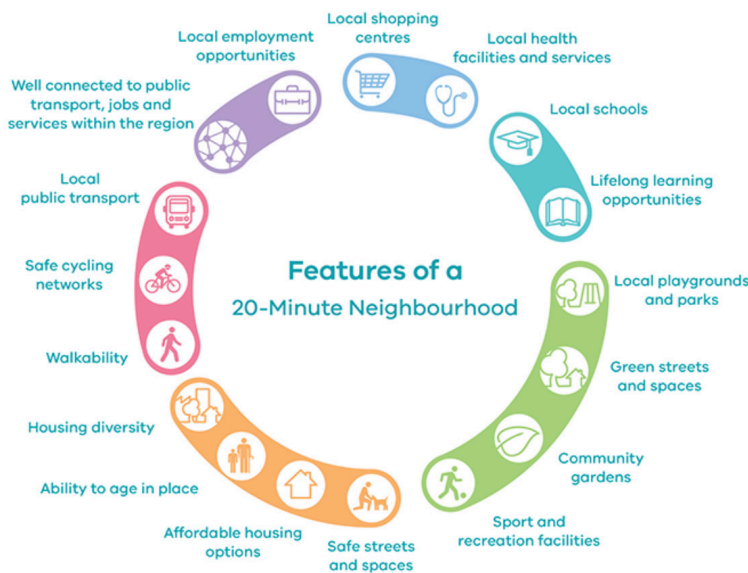 Features of a
20-Minute Neighbourhood
Local shopping
centres
Local health
facilities and services
Local schools
Lifelong learning
opportunities
Local playgrounds
and parks
Green streets
and spaces
Community
gardens
Sport and
recreation facilities
Safe streets
and spaces
Affordable housing
options
Ability to age in place
Housing diversity
Walkability
Safe cycling
networks
Local
public transport
Well connected to public
transport, jobs and
services within the region
Local employment
opportunities